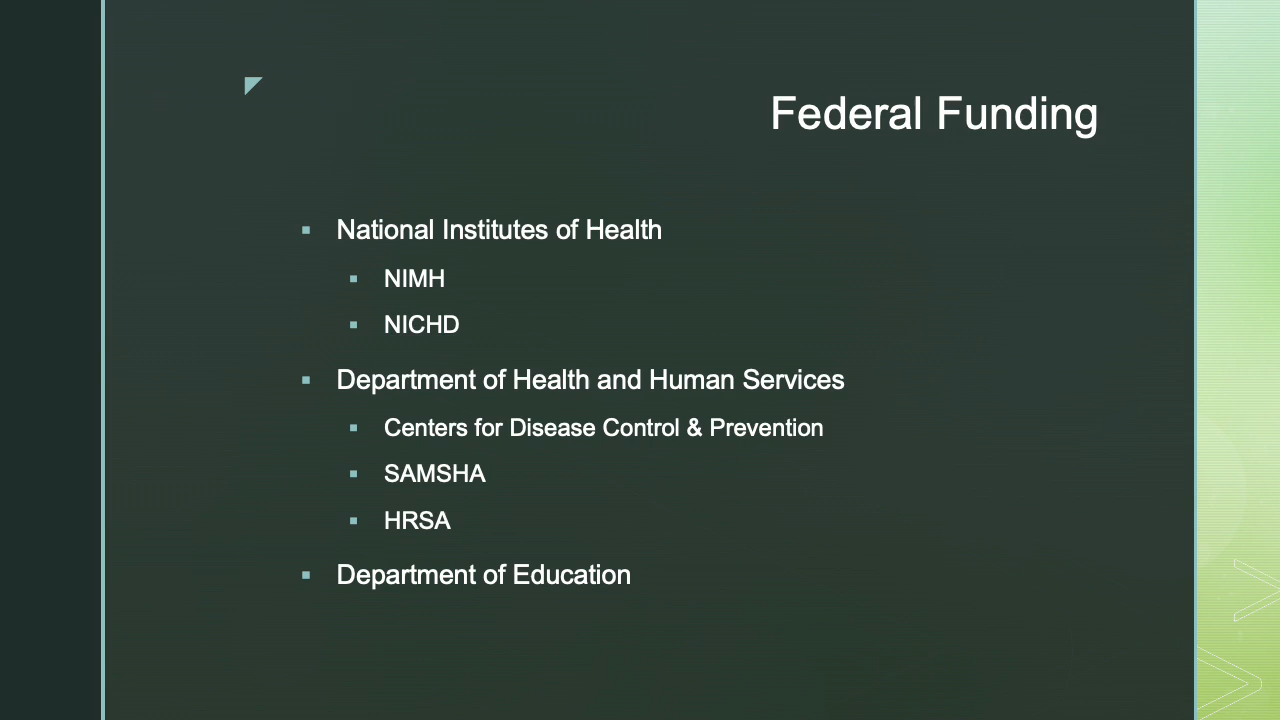 Federal Funding
National Institutes of Health
NIMH
NICHD
Department of Health and Human Services
Centers for Disease Control & Prevention
SAMSHA
HRSA
Department of Education